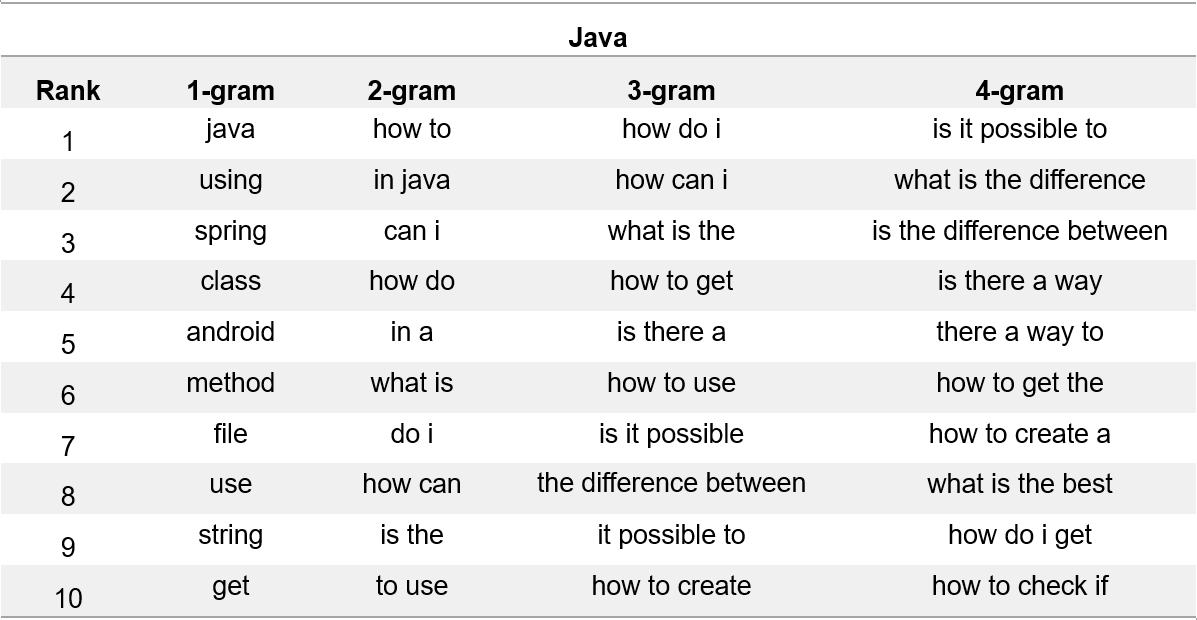 Java
Rank 1-gram 2-gram 3-gram 4-gram
1 java how to how do i is it possible to
2 using in java how can i what is the difference
3 spring can i what is the is the difference between
4 class how do how to get is there a way
5 android in a is there a there a way to
6 method what is how to use how to get the
7 file do i is it possible how to create a
8 use how can the difference between what is the best
9 string is the it possible to how do i get
10 get to use how to create how to check if